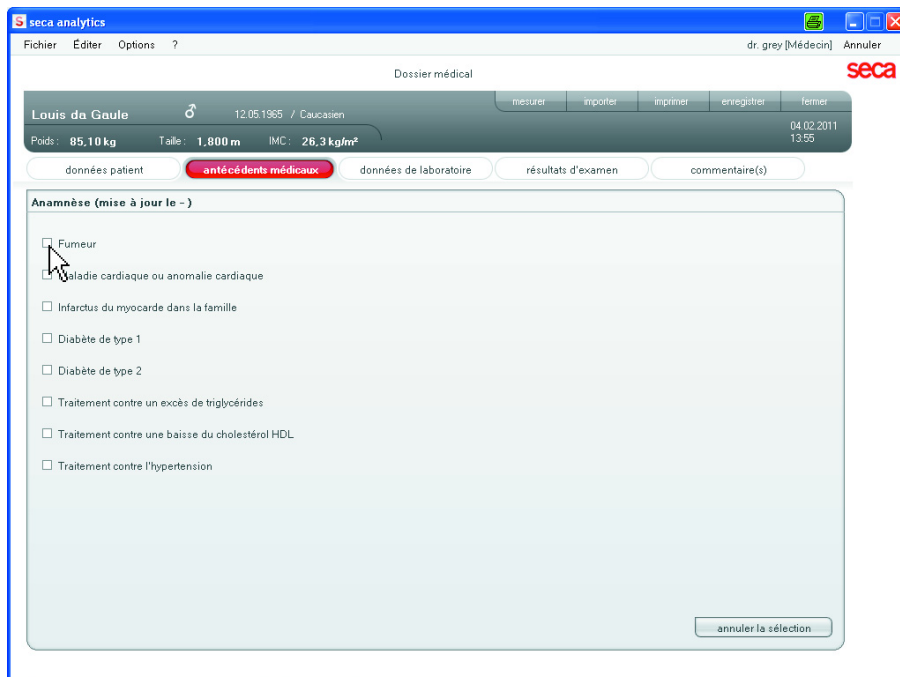 S seca analytics
Fichier Éditer Options ? dr. grey [Médecin] Annuler
Dossier médical
seca
mesurer importer imprimer enregistrer fermer
Louis da Gaule ♂ 12.05.1965 / Caucasien
04.02.2011
Poids: 85,10 kg Taille: 1,800 m IMC: 26,3 kg/m²
13:55
données patient antécédents médicaux données de laboratoire résultats d'examen commentaire(s)
Anamnèse (mise à jour le - )
Fumeur
Maladie cardiaque ou anomalie cardiaque
Infarctus du myocarde dans la famille
Diabète de type 1
Diabète de type 2
Traitement contre un excès de triglycérides
Traitement contre une baisse du cholestérol HDL
Traitement contre l'hypertension
annuler la sélection